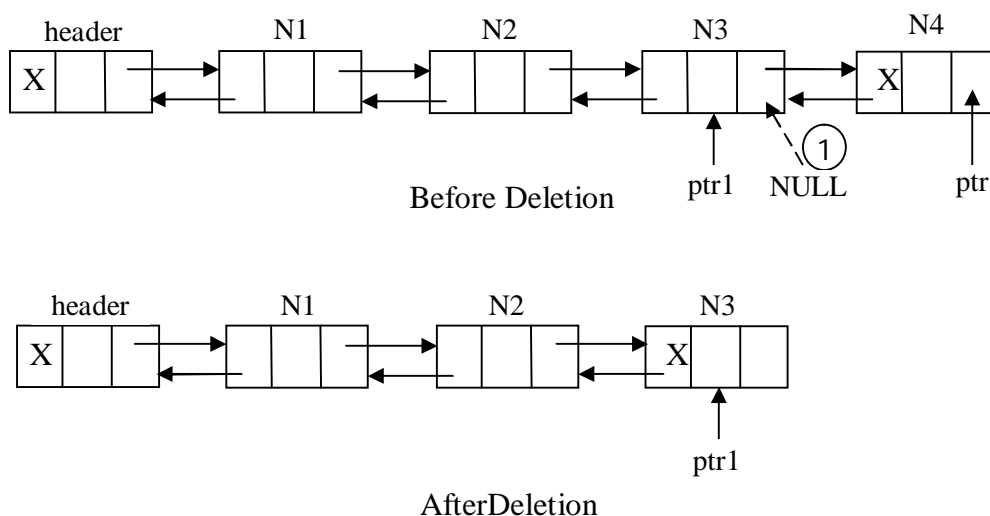 header N1 N2 N3 N4
X X
1
ptr1 NULL ptr
Before Deletion
header N1 N2 N3
X X
ptr1
AfterDeletion